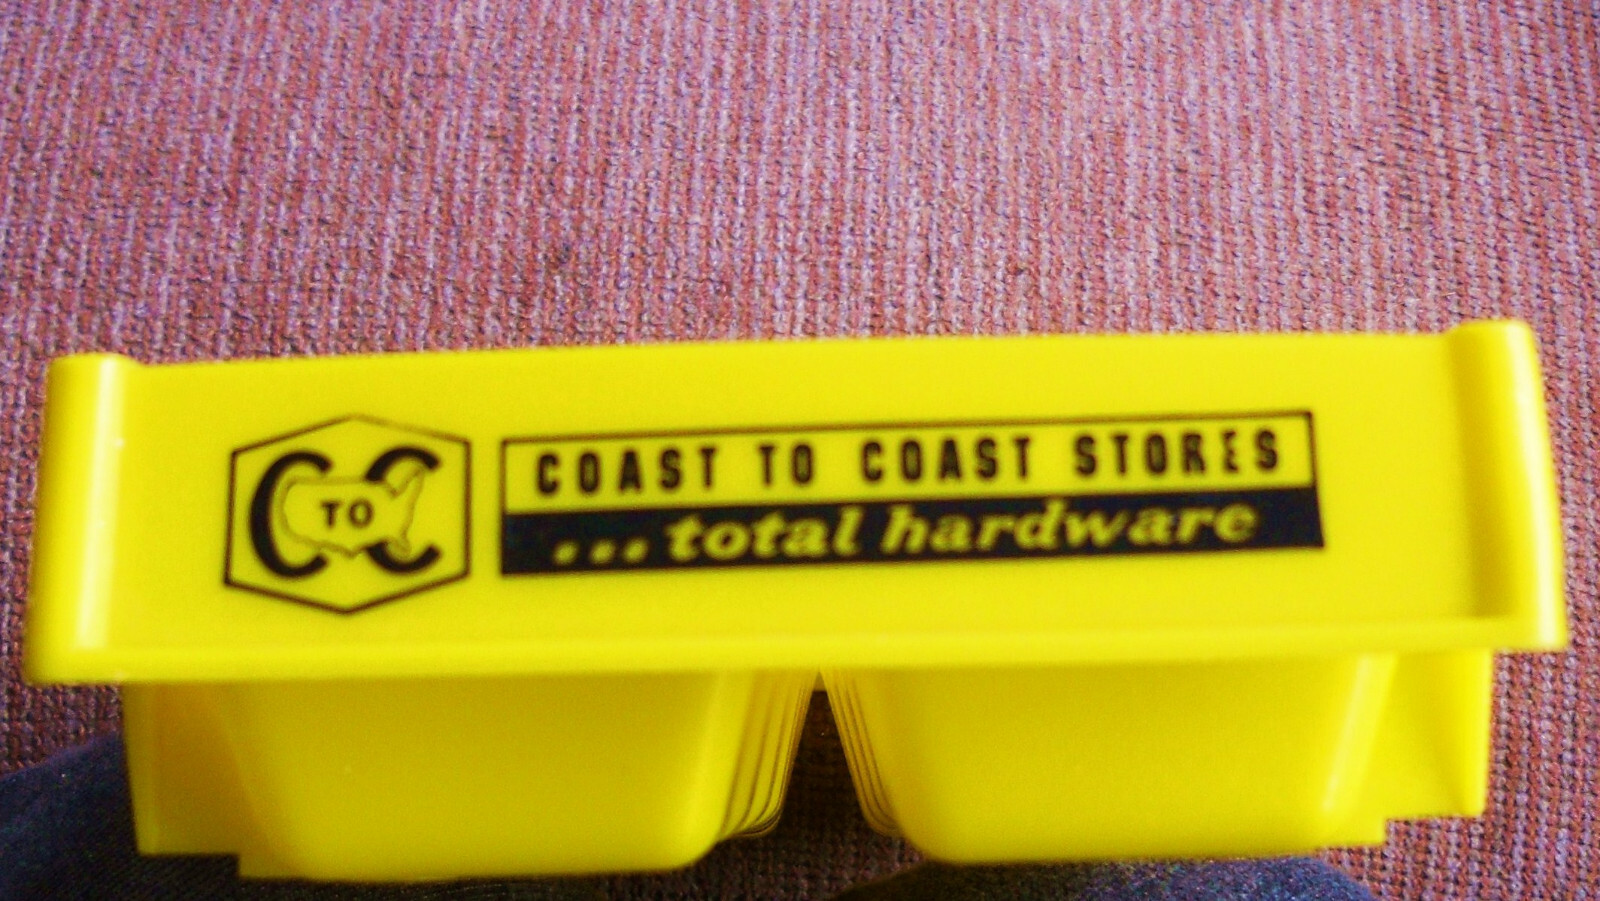 C TO C
COAST TO COAST STORES
...total hardware